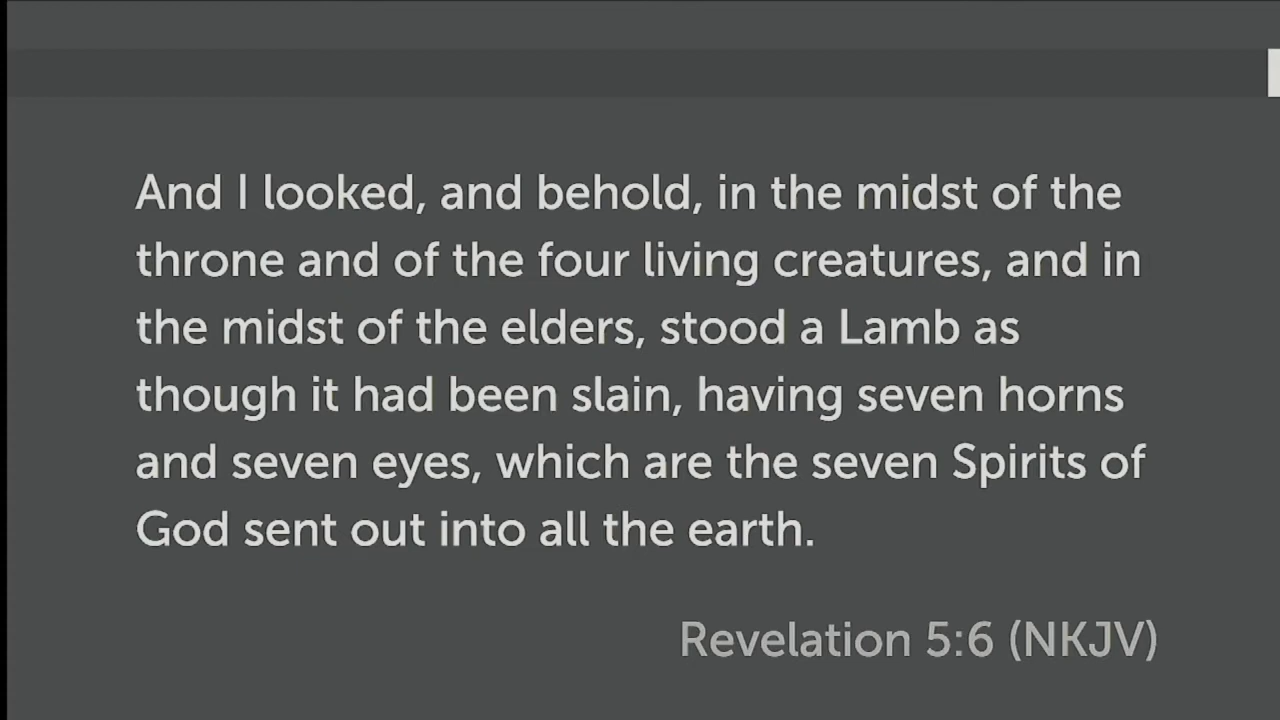 And I looked, and behold, in the midst of the
throne and of the four living creatures, and in
the midst of the elders, stood a Lamb as
though it had been slain, having seven horns
and seven eyes, which are the seven Spirits of
God sent out into all the earth.
Revelation 5:6 (NKJV)